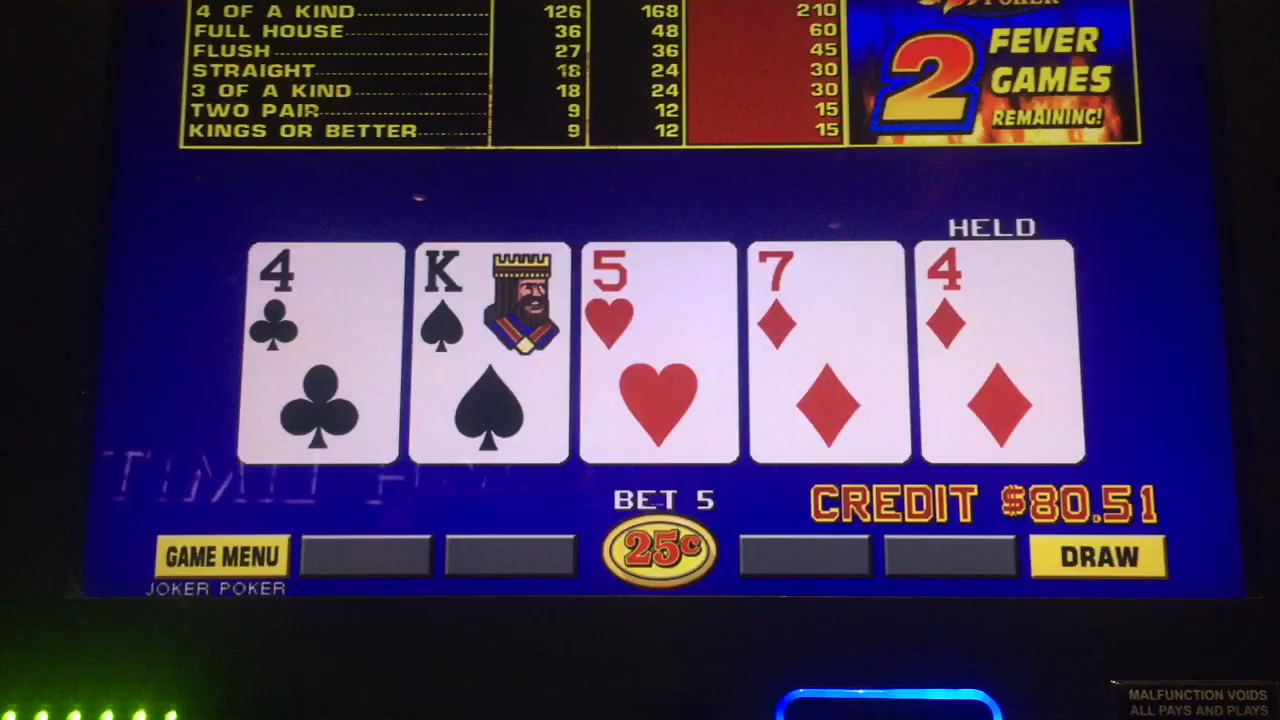 4 OF A KIND 126 168 210
FULL HOUSE 36 48 60
FLUSH 27 36 45
STRAIGHT 18 24 30
3 OF A KIND 18 24 30
TWO PAIR 9 12 15
KINGS OR BETTER 9 12 15
POKER
2 FEVER
GAMES
REMAINING!
HELD
4 K 5 7 4
TIMIT
BET 5
CREDIT $80.51
GAME MENU
25¢
DRAW
JOKER POKER
MALFUNCTION VOIDS
ALL PAYS AND PLAYS